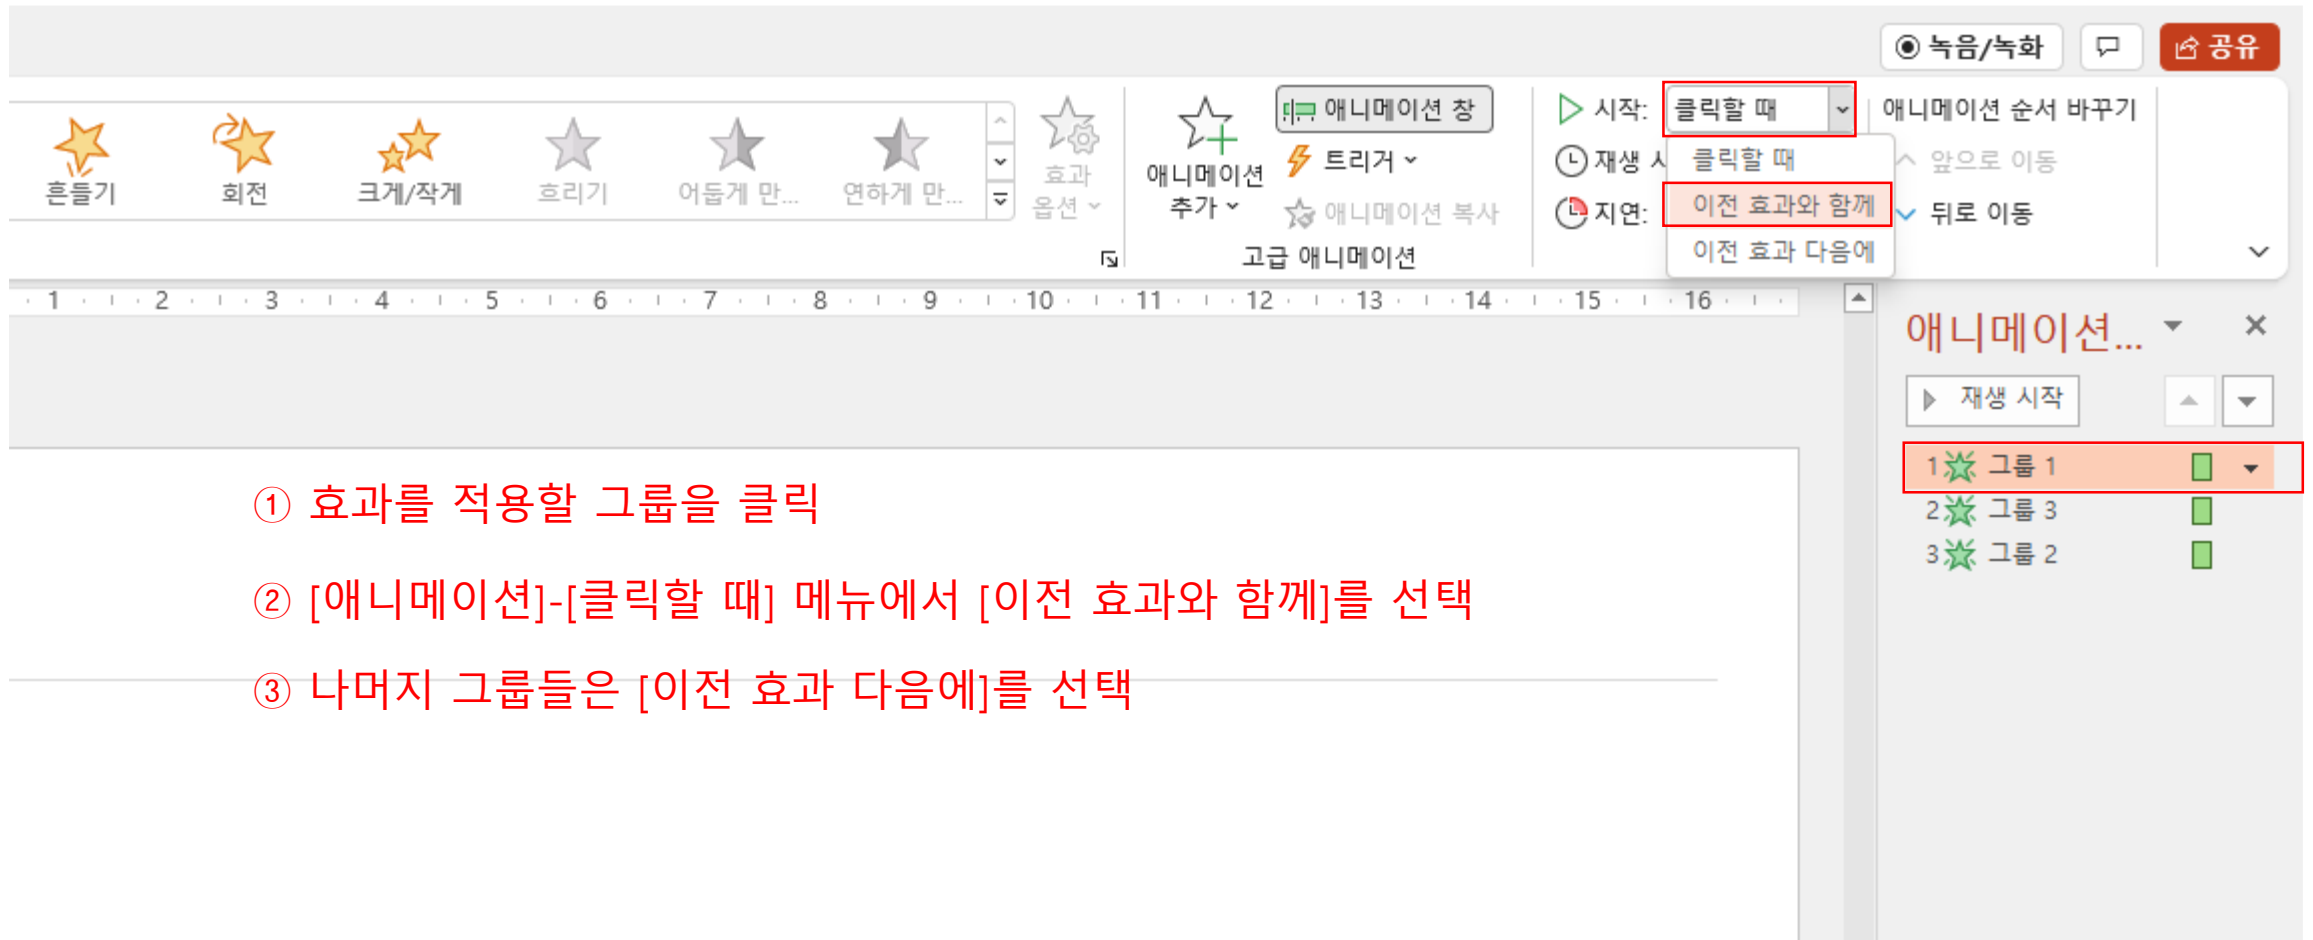 녹음/녹화
공유
흔들기
회전
크게/작게
흐리기
어둡게 만...
연하게 만...
효과
옵션
애니메이션
추가
애니메이션 창
트리거
애니메이션 복사
고급 애니메이션
시작: 클릭할 때
재생 시
지연:
클릭할 때
이전 효과와 함께
이전 효과 다음에
애니메이션 순서 바꾸기
앞으로 이동
뒤로 이동
1 2 3 4 5 6 7 8 9 10 11 12 13 14 15 16
애니메이션...
재생 시작
1 그룹 1
2 그룹 3
3 그룹 2
① 효과를 적용할 그룹을 클릭
② [애니메이션]-[클릭할 때] 메뉴에서 [이전 효과와 함께]를 선택
③ 나머지 그룹들은 [이전 효과 다음에]를 선택